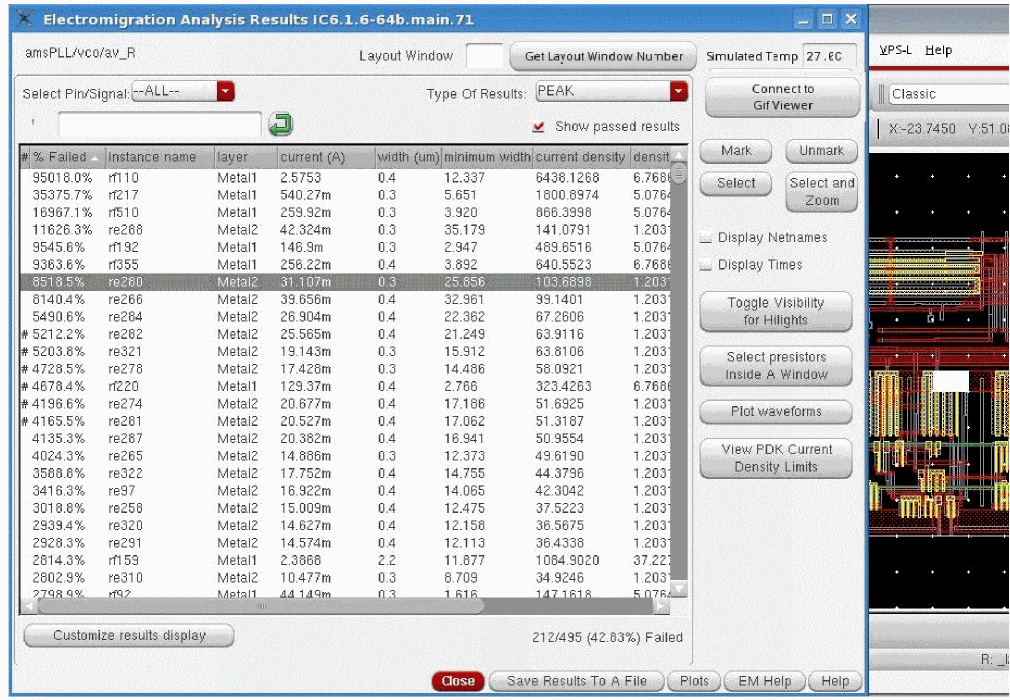 Electromigration Analysis Results IC6.1.6-64b.main.71
amsPLL/vco/av_R
Layout Window
Get Layout Window Number
Simulated Temp
Select Pin/Signal: --ALL--
Type Of Results: PEAK
Show passed results
# % Failed instance name layer current (A) width (um) minimum width current density densit
95018.0% rf110 Metal1 2.5753 0.4 12.337 6438.1268 6.7686
35375.7% rf217 Metal1 540.27m 0.3 5.651 1800.8974 5.0764
16967.1% rf510 Metal1 259.92m 0.3 3.920 866.3998 5.0764
11626.3% re288 Metal2 42.324m 0.3 35.179 141.0791 1.203
9545.6% rf192 Metal1 146.9m 0.3 2.947 489.6516 5.0764
9363.6% rf355 Metal1 256.22m 0.4 3.892 640.5523 6.7686
8518.5% re280 Metal2 31.107m 0.3 25.856 103.6898 1.203
8140.4% re266 Metal2 39.656m 0.4 32.961 99.1401 1.203
5490.6% re284 Metal2 26.904m 0.4 22.362 67.2606 1.203
# 5212.2% re282 Metal2 25.565m 0.4 21.249 63.9116 1.203
# 5203.8% re321 Metal2 19.143m 0.3 15.912 63.8106 1.203
# 4728.5% re278 Metal2 17.428m 0.3 14.486 58.0921 1.203
# 4678.4% rf220 Metal1 129.37m 0.4 2.766 323.4263 6.7686
# 4196.6% re274 Metal2 20.677m 0.4 17.186 51.6925 1.203
# 4165.5% re281 Metal2 20.527m 0.4 17.062 51.3187 1.203
4135.3% re287 Metal2 20.382m 0.4 16.941 50.9554 1.203
4024.3% re265 Metal2 14.886m 0.3 12.373 49.6190 1.203
3588.8% re322 Metal2 17.752m 0.4 14.755 44.3796 1.203
3416.3% re97 Metal2 16.922m 0.4 14.065 42.3042 1.203
3018.8% re258 Metal2 15.009m 0.4 12.475 37.5223 1.203
2939.4% re320 Metal2 14.627m 0.4 12.158 36.5675 1.203
2928.3% re291 Metal2 14.574m 0.4 12.113 36.4338 1.203
2814.3% rf159 Metal1 2.3868 2.2 11.877 1084.9020 37.22
2802.9% re310 Metal2 10.477m 0.3 8.709 34.9246 1.203
2798.9% rf92 Metal1 44.149m 0.3 1.616 147.1618 5.0764
Customize results display
212/495 (42.83%) Failed
Close
Save Results To A File
Plots
EM Help
Help
Connect to
Gif Viewer
Mark
Unmark
Select
Select and
Zoom
Display Netnames
Display Times
Toggle Visibility
for Hilights
Select presistors
Inside A Window
Plot waveforms
View PDK Current
Density Limits
VPS-L Help
Classic
X:-23.7450 Y:51.0
R: _l